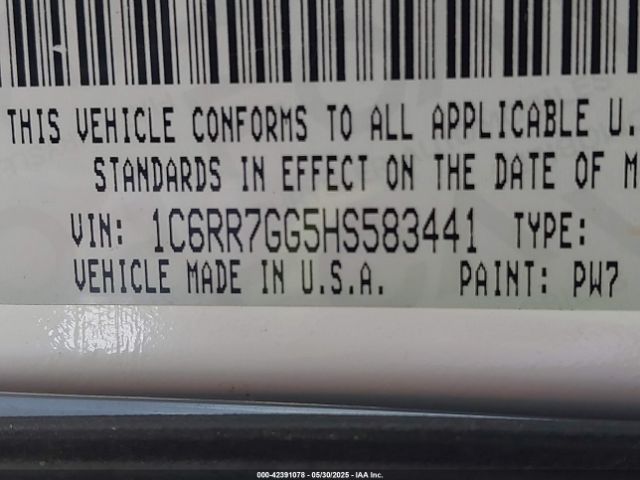 THIS VEHICLE CONFORMS TO ALL APPLICABLE U.
STANDARDS IN EFFECT ON THE DATE OF M
VIN: 1C6RR7GG5HS583441 TYPE:
VEHICLE MADE IN U.S.A. PAINT: PW7
000-42391078 — 05/30/2025 — IAA Inc.